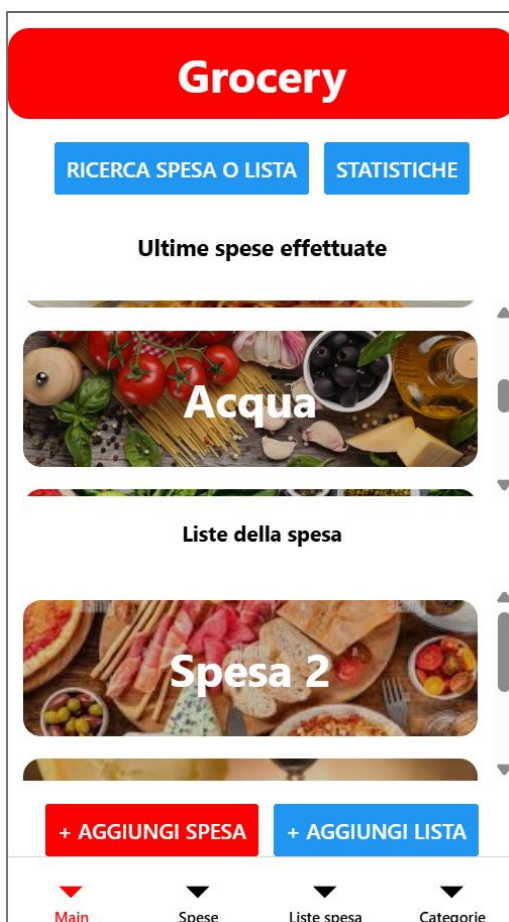 Grocery
RICERCA SPESA O LISTA STATISTICHE
Ultime spese effettuate
Acqua
Liste della spesa
Spesa 2
+ AGGIUNGI SPESA + AGGIUNGI LISTA
Main Spese Liste spesa Categorie